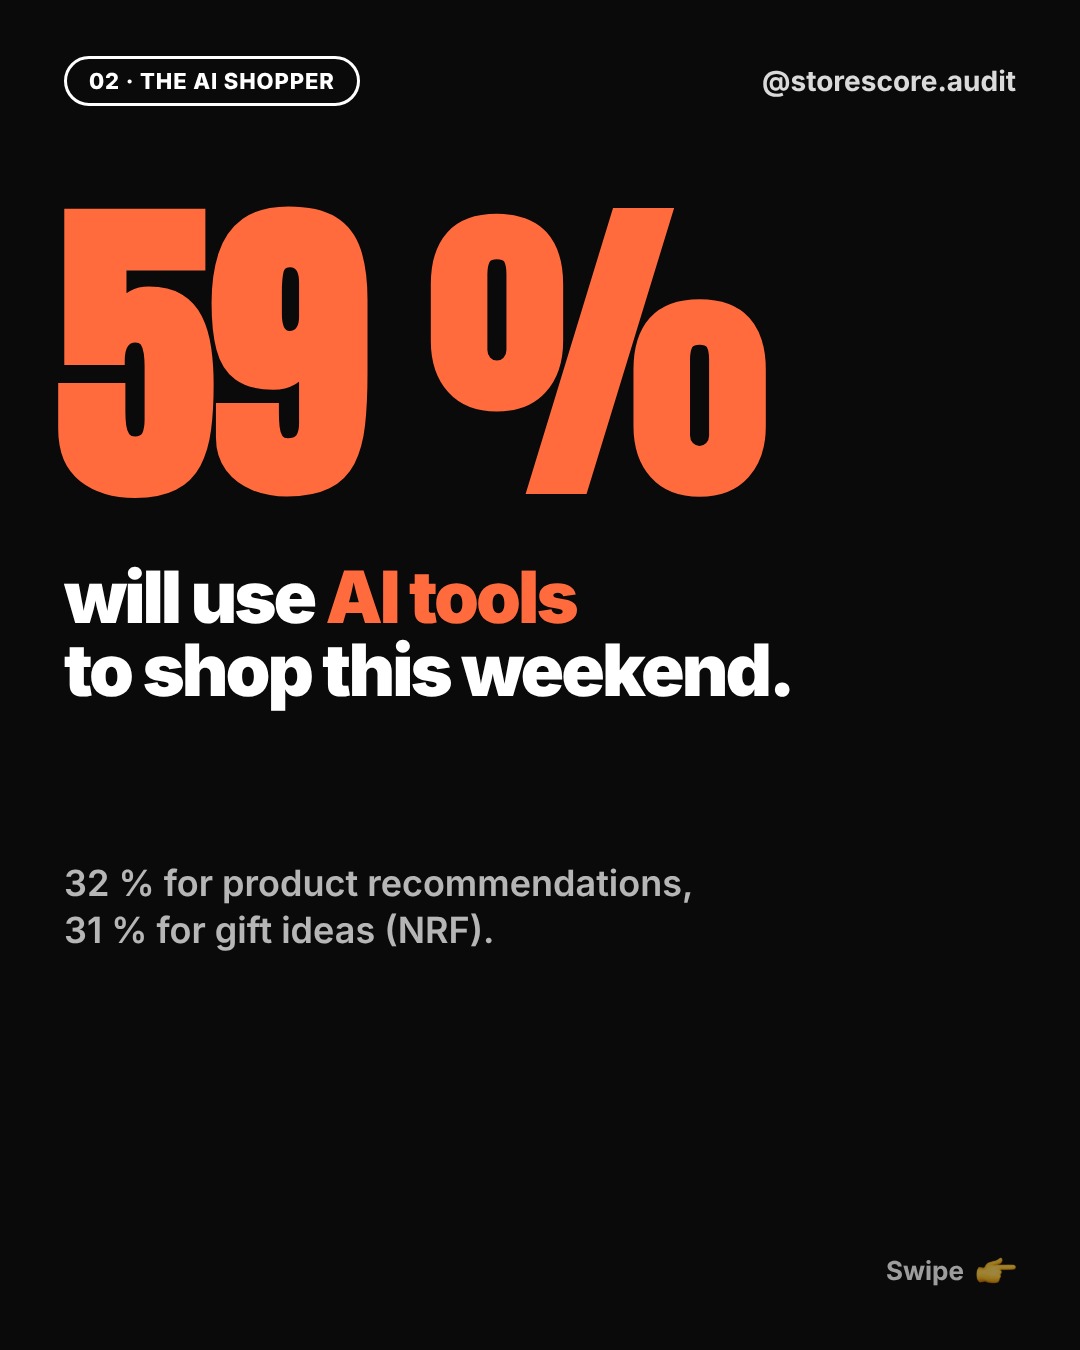 02 · THE AI SHOPPER
@storescore.audit
59 %
will use AI tools
to shop this weekend.
32 % for product recommendations,
31 % for gift ideas (NRF).
Swipe 👉